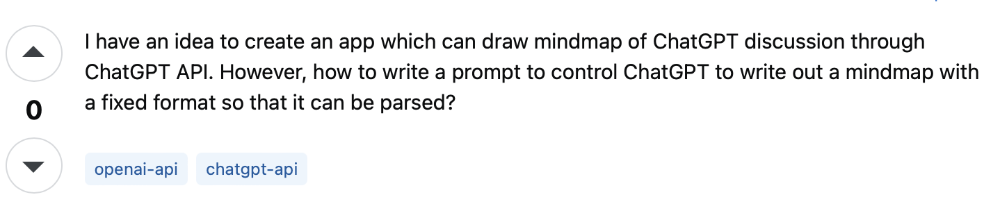 I have an idea to create an app which can draw mindmap of ChatGPT discussion through
ChatGPT API. However, how to write a prompt to control ChatGPT to write out a mindmap with
0
a fixed format so that it can be parsed?
openai-api chatgpt-api